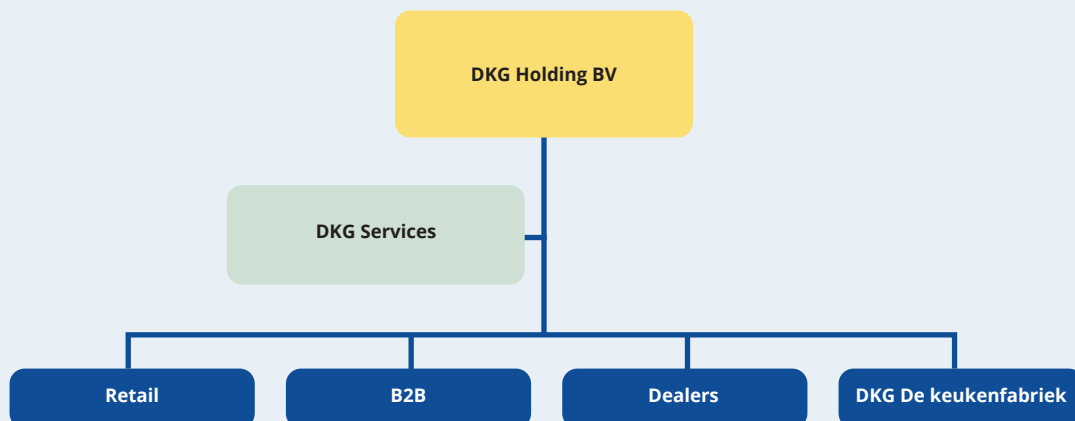 DKG Holding BV
DKG Services
Retail
B2B
Dealers
DKG De keukenfabriek